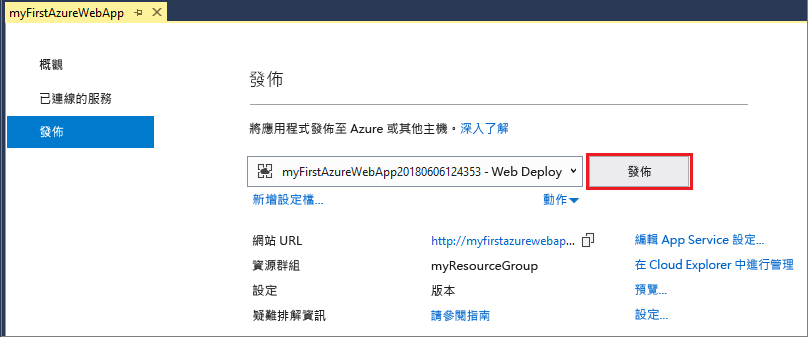 myFirstAzureWebApp
概觀
已連線的服務
發佈
發佈
將應用程式發佈至 Azure 或其他主機。深入了解
myFirstAzureWebApp20180606124353 - Web Deploy
發佈
新增設定檔...
動作
網站 URL http://myfirstazurewebap... 編輯 App Service 設定...
資源群組 myResourceGroup 在 Cloud Explorer 中進行管理
設定 版本 預覽...
疑難排解資訊 請參閱指南 設定...